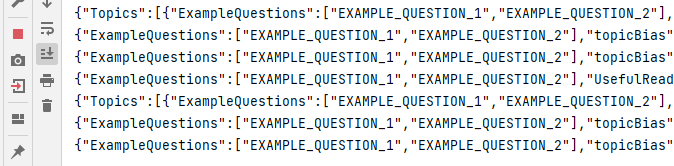 {"Topics":[{"ExampleQuestions":["EXAMPLE_QUESTION_1","EXAMPLE_QUESTION_2"],
{"ExampleQuestions":["EXAMPLE_QUESTION_1","EXAMPLE_QUESTION_2"],"topicBias"
{"ExampleQuestions":["EXAMPLE_QUESTION_1","EXAMPLE_QUESTION_2"],"topicBias"
{"ExampleQuestions":["EXAMPLE_QUESTION_1","EXAMPLE_QUESTION_2"],"UsefulRead
{"Topics":[{"ExampleQuestions":["EXAMPLE_QUESTION_1","EXAMPLE_QUESTION_2"],
{"ExampleQuestions":["EXAMPLE_QUESTION_1","EXAMPLE_QUESTION_2"],"topicBias"
{"ExampleQuestions":["EXAMPLE_QUESTION_1","EXAMPLE_QUESTION_2"],"topicBias"